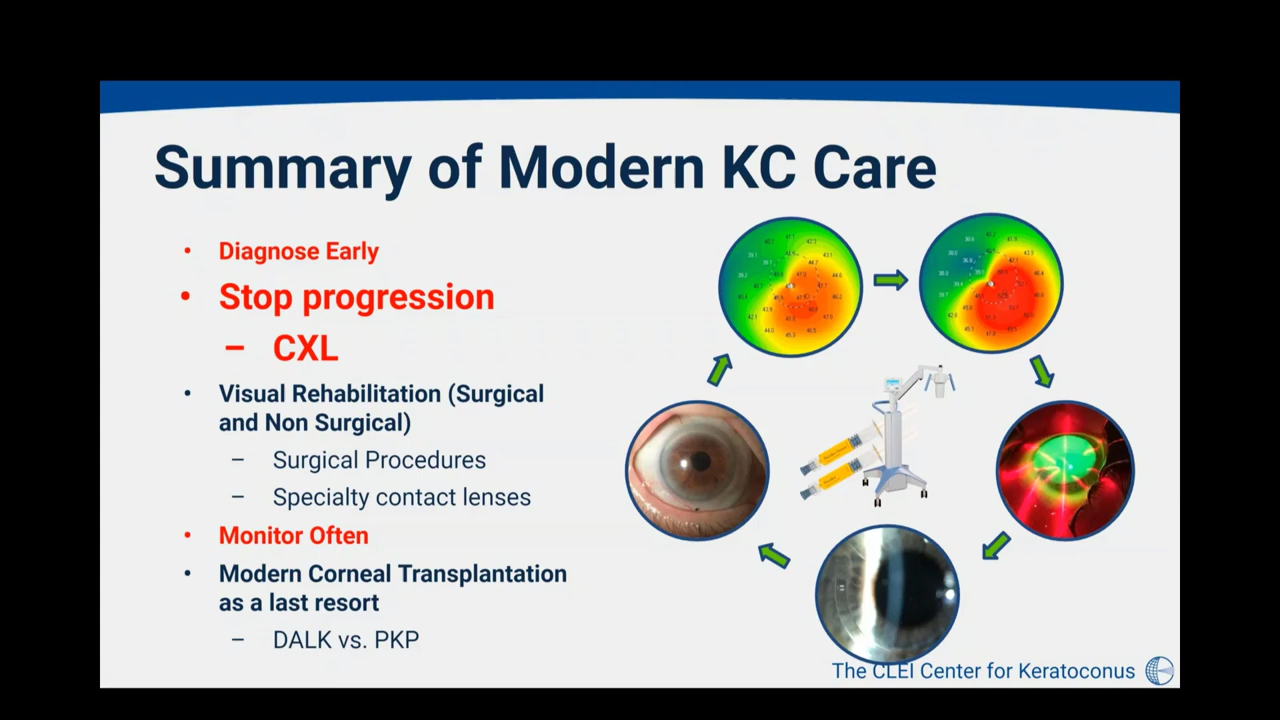 Summary of Modern KC Care
• Diagnose Early
• Stop progression
– CXL
• Visual Rehabilitation (Surgical
and Non Surgical)
– Surgical Procedures
– Specialty contact lenses
• Monitor Often
• Modern Corneal Transplantation
as a last resort
– DALK vs. PKP
The CLEI Center for Keratoconus